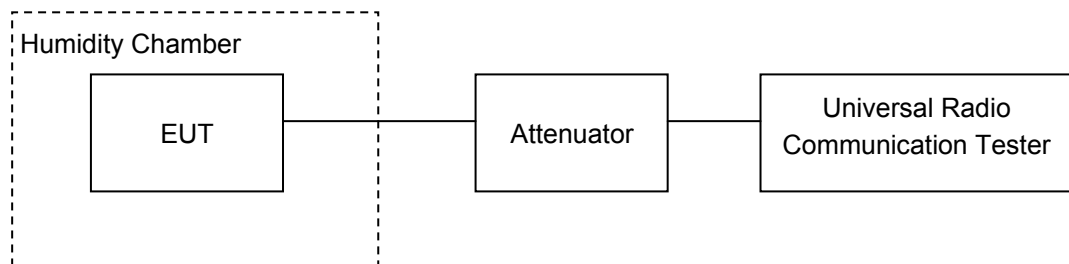 Humidity Chamber
EUT
Attenuator
Universal Radio
Communication Tester